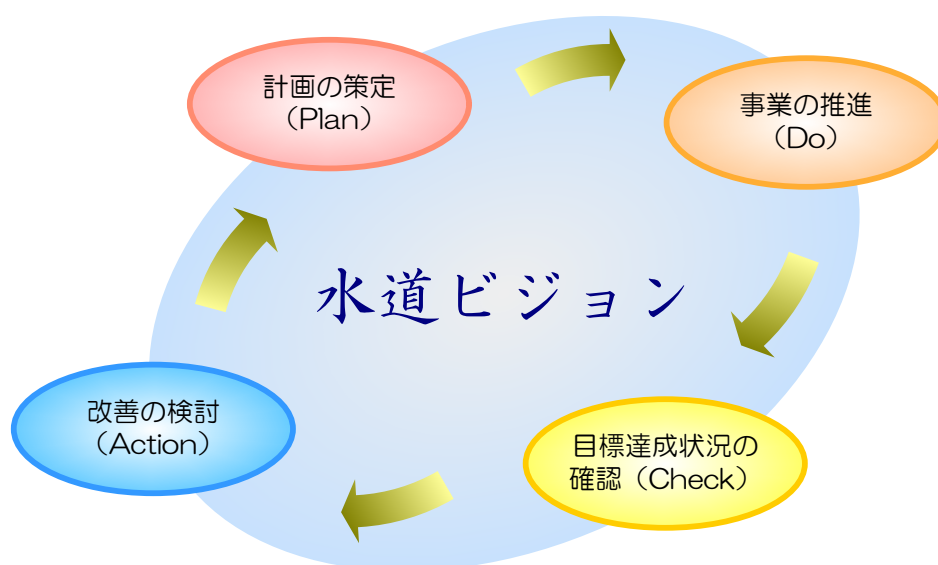 計画の策定
（Plan）
事業の推進
（Do）
水道ビジョン
改善の検討
（Action）
目標達成状況の
確認（Check）